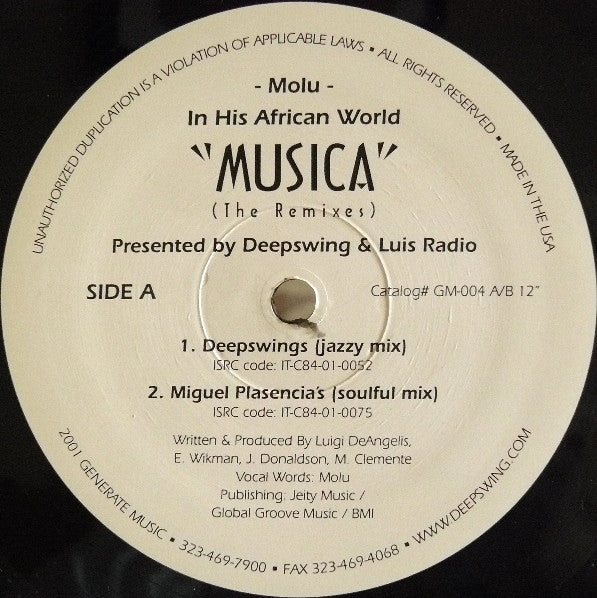 UNAUTHORIZED DUPLICATION IS A VIOLATION OF APPLICABLE LAWS • ALL RIGHTS RESERVED • MADE IN THE USA
- Molu -
In His African World
"MUSICA"
(The Remixes)
Presented by Deepswing & Luis Radio
SIDE A
Catalog# GM-004 A/B 12"
1. Deepswings (jazzy mix)
ISRC code: IT-C84-01-0052
2. Miguel Plasencia's (soulful mix)
ISRC code: IT-C84-01-0075
Written & Produced By Luigi DeAngelis,
E. Wikman, J. Donaldson, M. Clemente
Vocal Words: Molu
Publishing: Jeity Music /
Global Groove Music / BMI
2001 GENERATE MUSIC • 323-469-7900 • FAX 323-469-4068 • WWW.DEEPSWING.COM